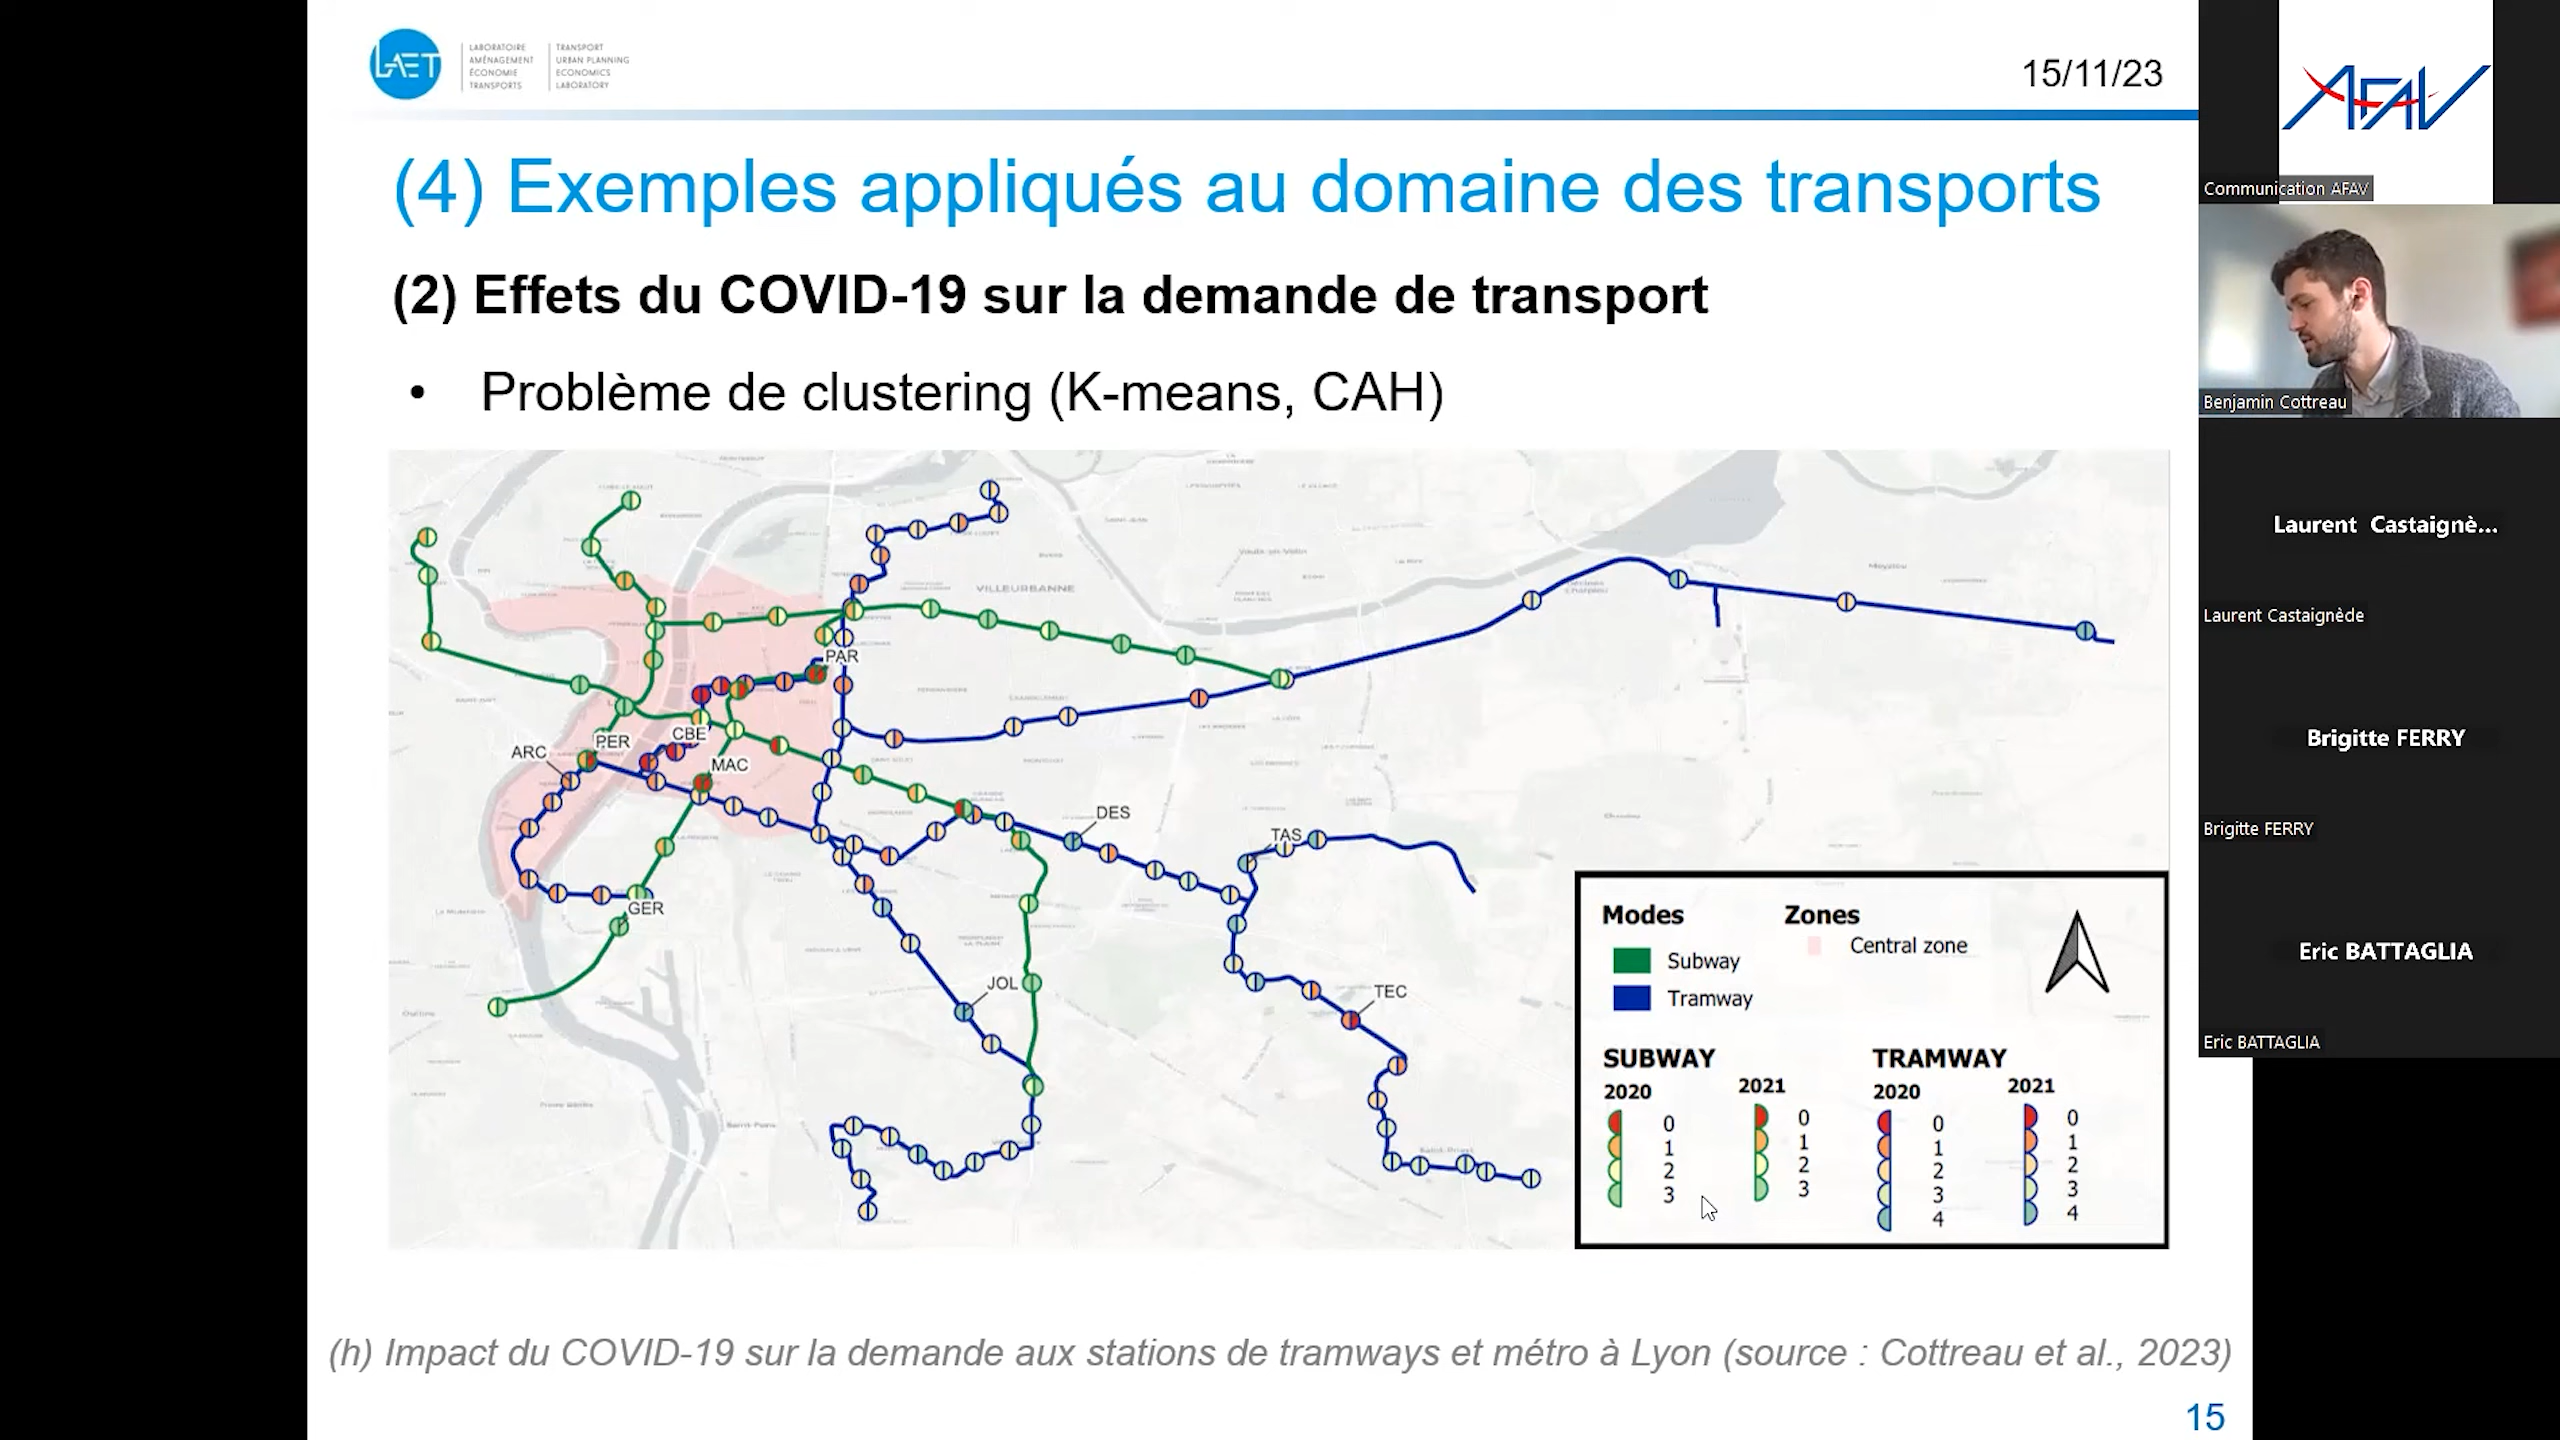 LAET
LABORATOIRE
AMÉNAGEMENT
ÉCONOMIE
TRANSPORTS
TRANSPORT
URBAN PLANNING
ECONOMICS
LABORATORY
15/11/23
(4) Exemples appliqués au domaine des transports
(2) Effets du COVID-19 sur la demande de transport
• Problème de clustering (K-means, CAH)
VILLEURBANNE
PAR
CBE
PER
ARC
MAC
DES
TAS
GER
JOL
TEC
Modes
Subway
Tramway
Zones
Central zone
SUBWAY
2020
0
1
2
3
2021
0
1
2
3
TRAMWAY
2020
0
1
2
3
4
2021
0
1
2
3
4
(h) Impact du COVID-19 sur la demande aux stations de tramways et métro à Lyon (source : Cottreau et al., 2023)
15
AFAV
Communication AFAV
Benjamin Cottreau
Laurent Castaignè...
Laurent Castaignède
Brigitte FERRY
Brigitte FERRY
Eric BATTAGLIA
Eric BATTAGLIA